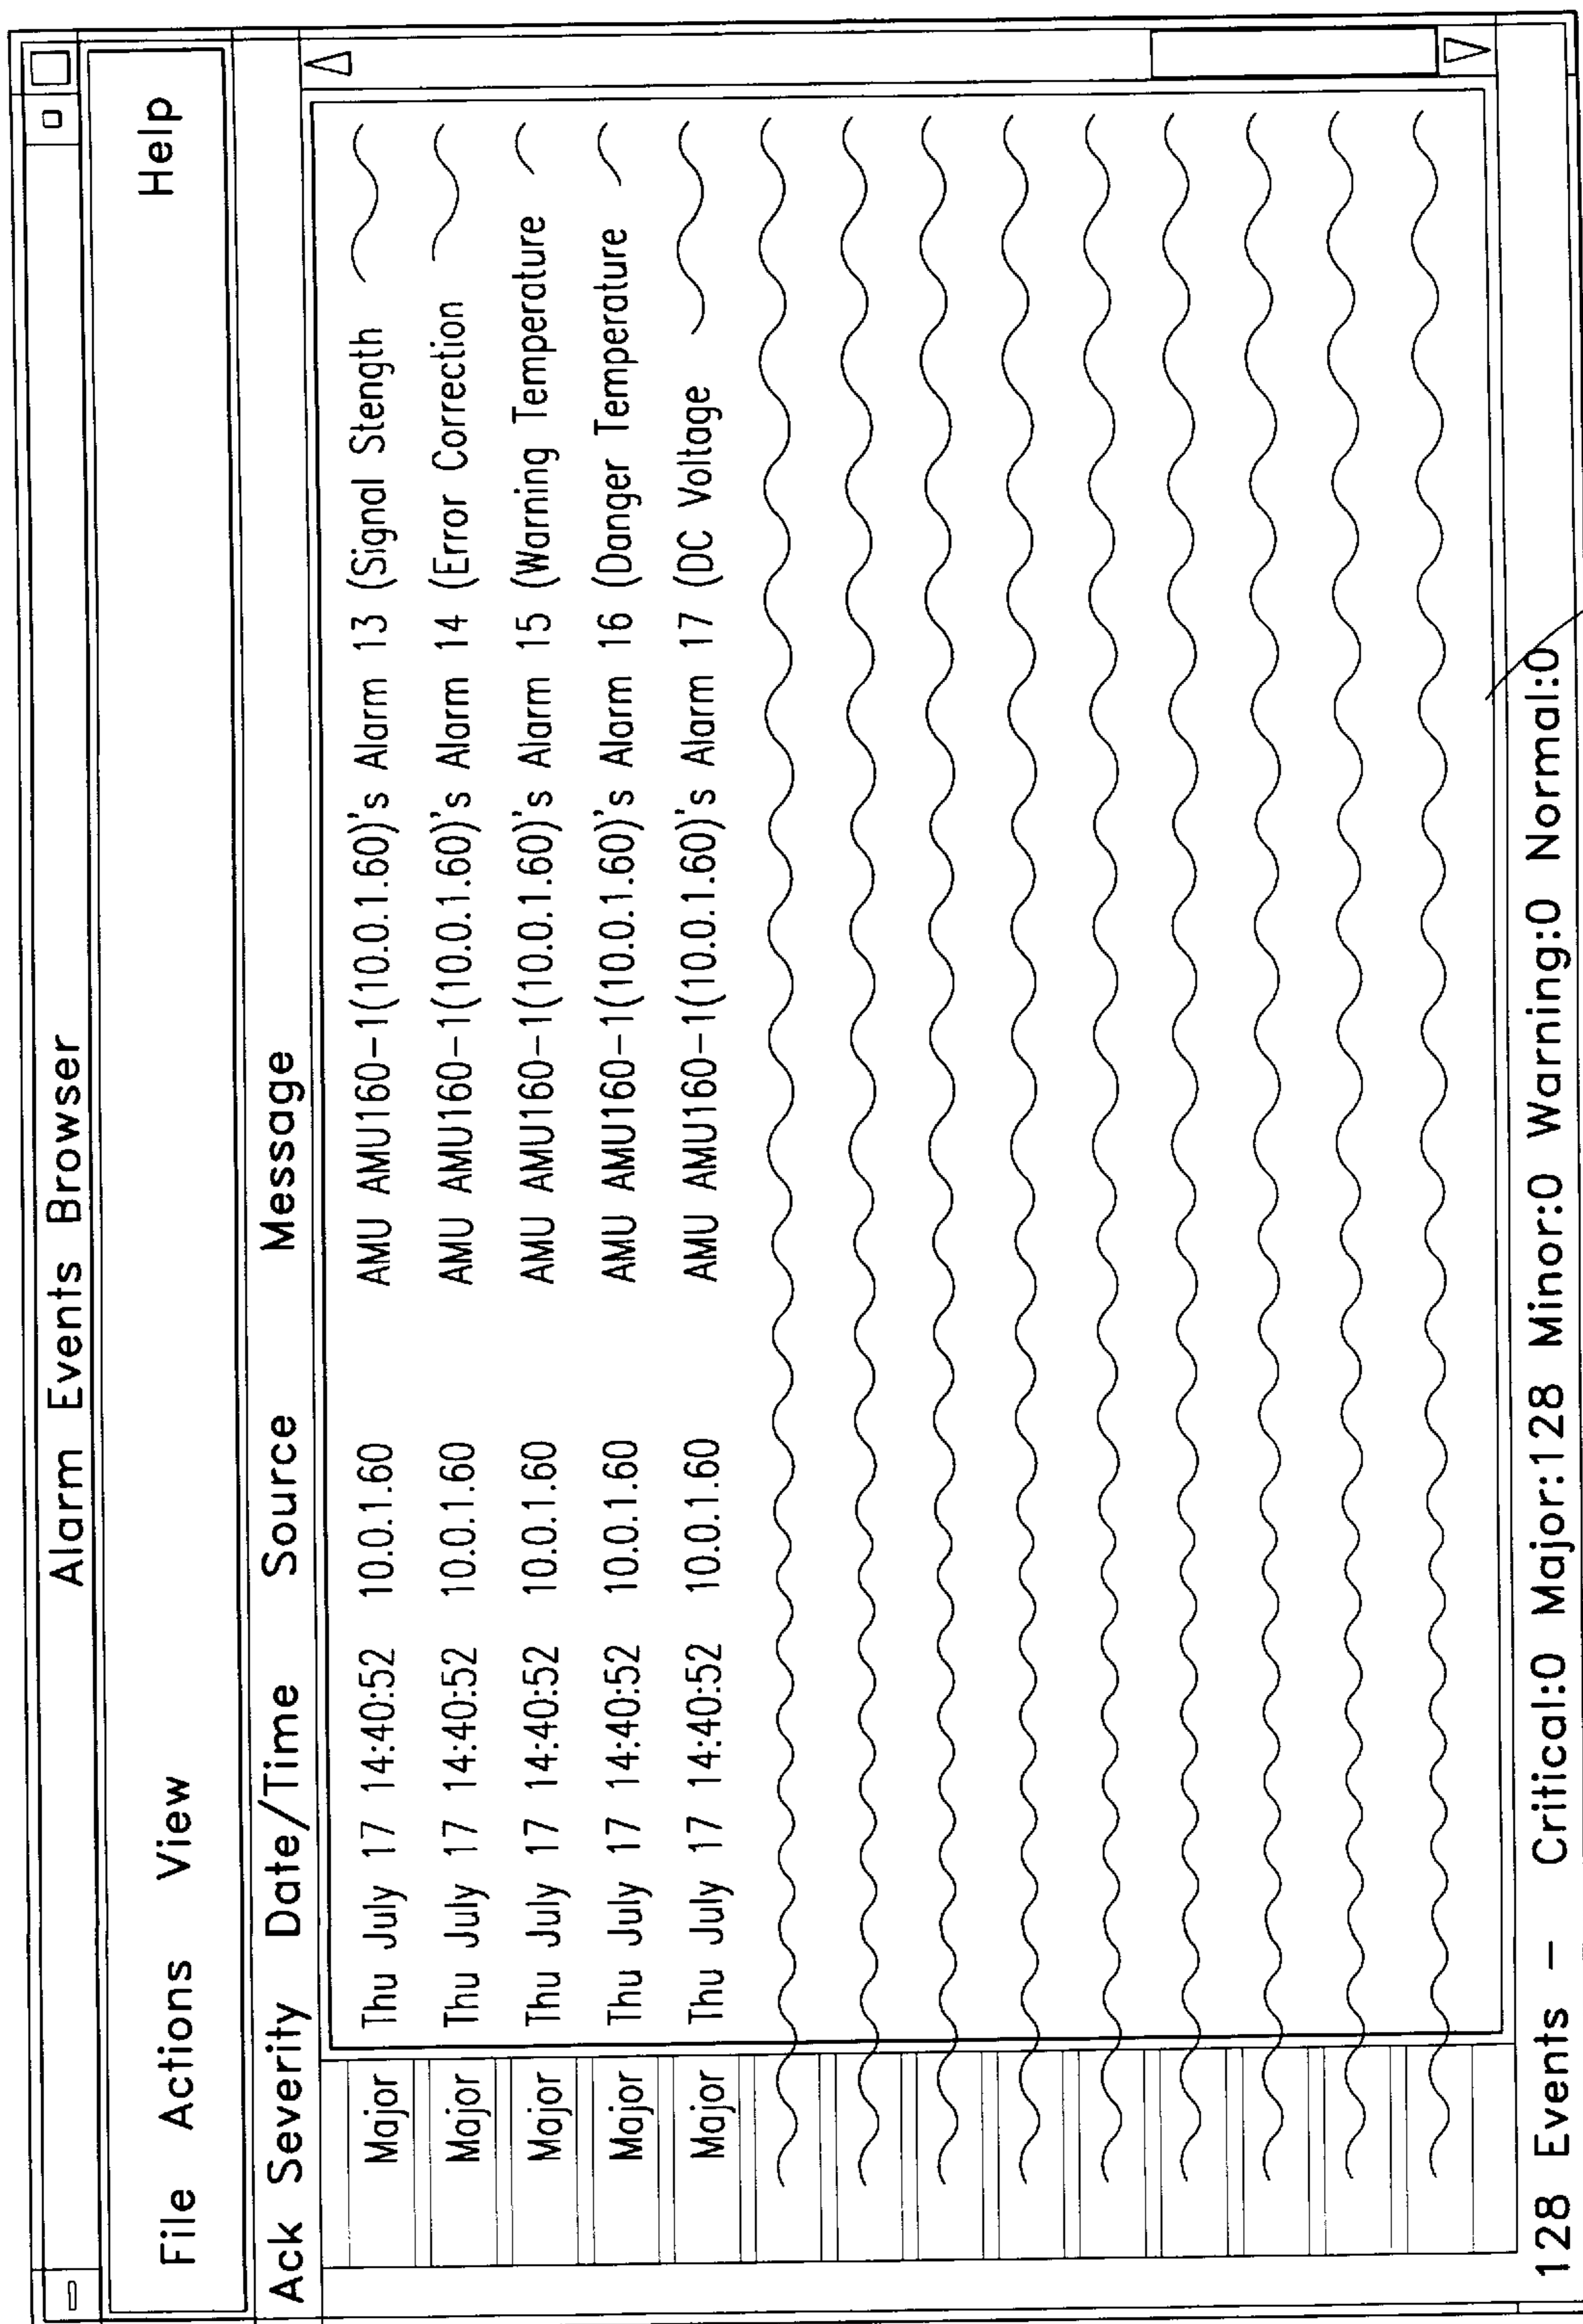 Alarm Events Browser
File Actions View Help
Ack Severity Date/Time Source Message
Major Thu July 17 14:40:52 10.0.1.60 AMU AMU160-1(10.0.1.60)'s Alarm 13 (Signal Stength
Major Thu July 17 14:40:52 10.0.1.60 AMU AMU160-1(10.0.1.60)'s Alarm 14 (Error Correction
Major Thu July 17 14:40:52 10.0.1.60 AMU AMU160-1(10.0.1.60)'s Alarm 15 (Warning Temperature
Major Thu July 17 14:40:52 10.0.1.60 AMU AMU160-1(10.0.1.60)'s Alarm 16 (Danger Temperature
Major Thu July 17 14:40:52 10.0.1.60 AMU AMU160-1(10.0.1.60)'s Alarm 17 (DC Voltage
128 Events - Critical:0 Major:128 Minor:0 Warning:0 Normal:0